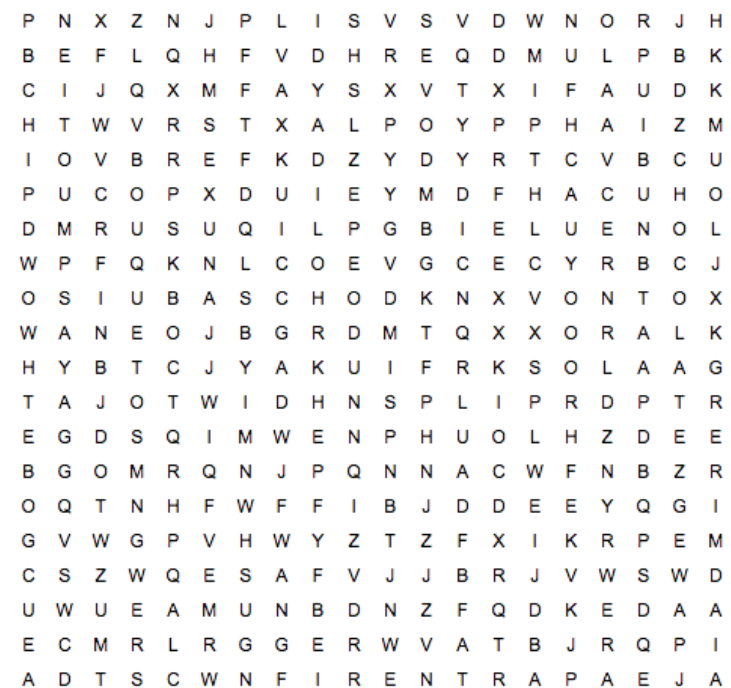 P N X Z N J P L I S V S V D W N O R J H
B E F L Q H F V D H R E Q D M U L P B K
C I J Q X M F A Y S X V T X I F A U D K
H T W V R S T X A L P O Y P P H A I Z M
I O V B R E F K D Z Y D Y R T C V B C U
P U C O P X D U I E Y M D F H A C U H O
D M R U S U Q I L P G B I E L U E N O L
W P F Q K N L C O E V G C E C Y R B C J
O S I U B A S C H O D K N X V O N T O X
W A N E O J B G R D M T Q X X O R A L K
H Y B T C J Y A K U I F R K S O L A A G
T A J O T W I D H N S P L I P R D P T R
E G D S Q I M W E N P H U O L H Z D E E
B G O M R Q N J P Q N N A C W F N B Z R
O Q T N H F W F F I B J D D E E Y Q G I
G V W G P V H W Y Z T Z F X I K R P E M
C S Z W Q E S A F V J J B R J V W S W D
U W U E A M U N B D N Z F Q D K E D A A
E C M R L R G G E R W V A T B J R Q P I
A D T S C W N F I R E N T R A P A E J A